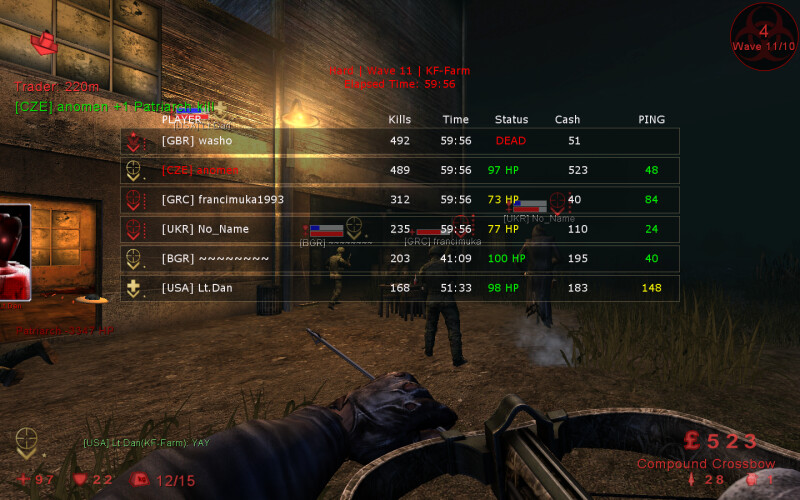 4
Wave 11/10
Trader: 220m
[CZE] anomen +1 Patriarch kill
Wave 11 | KF-Farm
Elapsed Time: 59:56
PLAYER Kills Time Status Cash PING
[GBR] washo 492 59:56 DEAD 51
[CZE] anomen 489 59:56 97 HP 523 48
[GRC] francimuka1993 312 59:56 73 HP 40 84
[UKR] No_Name
[UKR] No_Name 235 59:56 77 HP 110 24
[BGR] ~~~~~~~~
[GRC] francimuka
[BGR] ~~~~~~~~ 203 41:09 100 HP 195 40
[USA] Lt.Dan 168 51:33 98 HP 183 148
[USA] Lt.Dan(KF-Farm): YAY
£ 523
Compound Crossbow
97 22 12/15
28 1